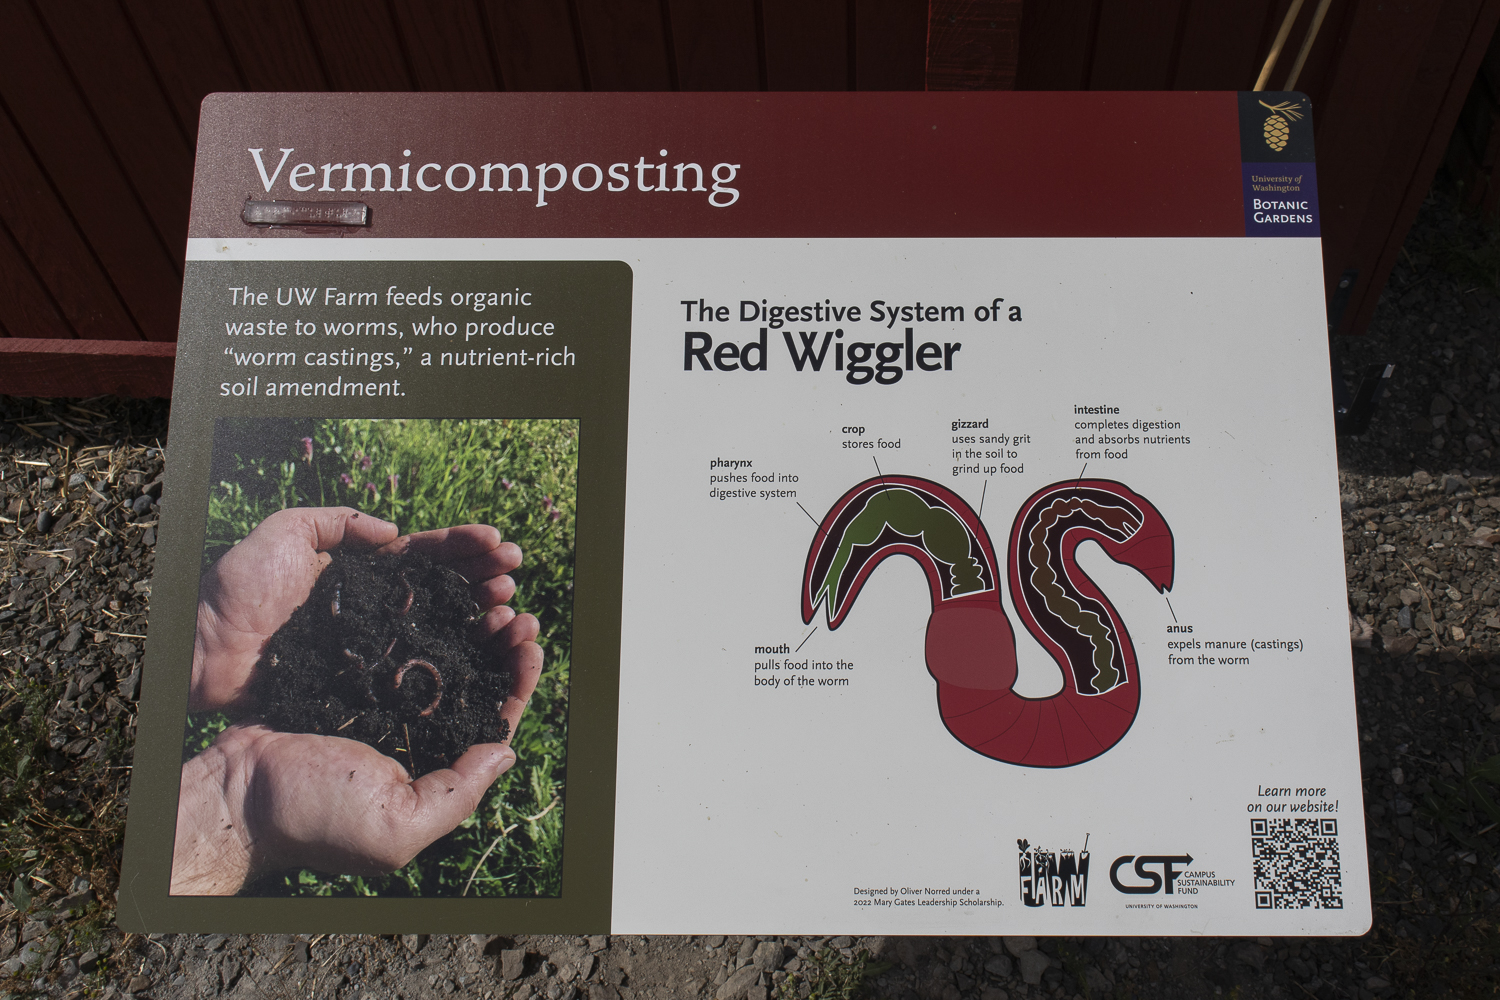 Vermicomposting
University of
Washington
BOTANIC
GARDENS
The UW Farm feeds organic
waste to worms, who produce
“worm castings,” a nutrient-rich
soil amendment.
The Digestive System of a
Red Wiggler
pharynx
pushes food into
digestive system
crop
stores food
gizzard
uses sandy grit
in the soil to
grind up food
intestine
completes digestion
and absorbs nutrients
from food
mouth
pulls food into the
body of the worm
anus
expels manure (castings)
from the worm
Learn more
on our website!
Designed by Oliver Norred under a
2022 Mary Gates Leadership Scholarship.
FARM
CSF
CAMPUS
SUSTAINABILITY
FUND
UNIVERSITY OF WASHINGTON